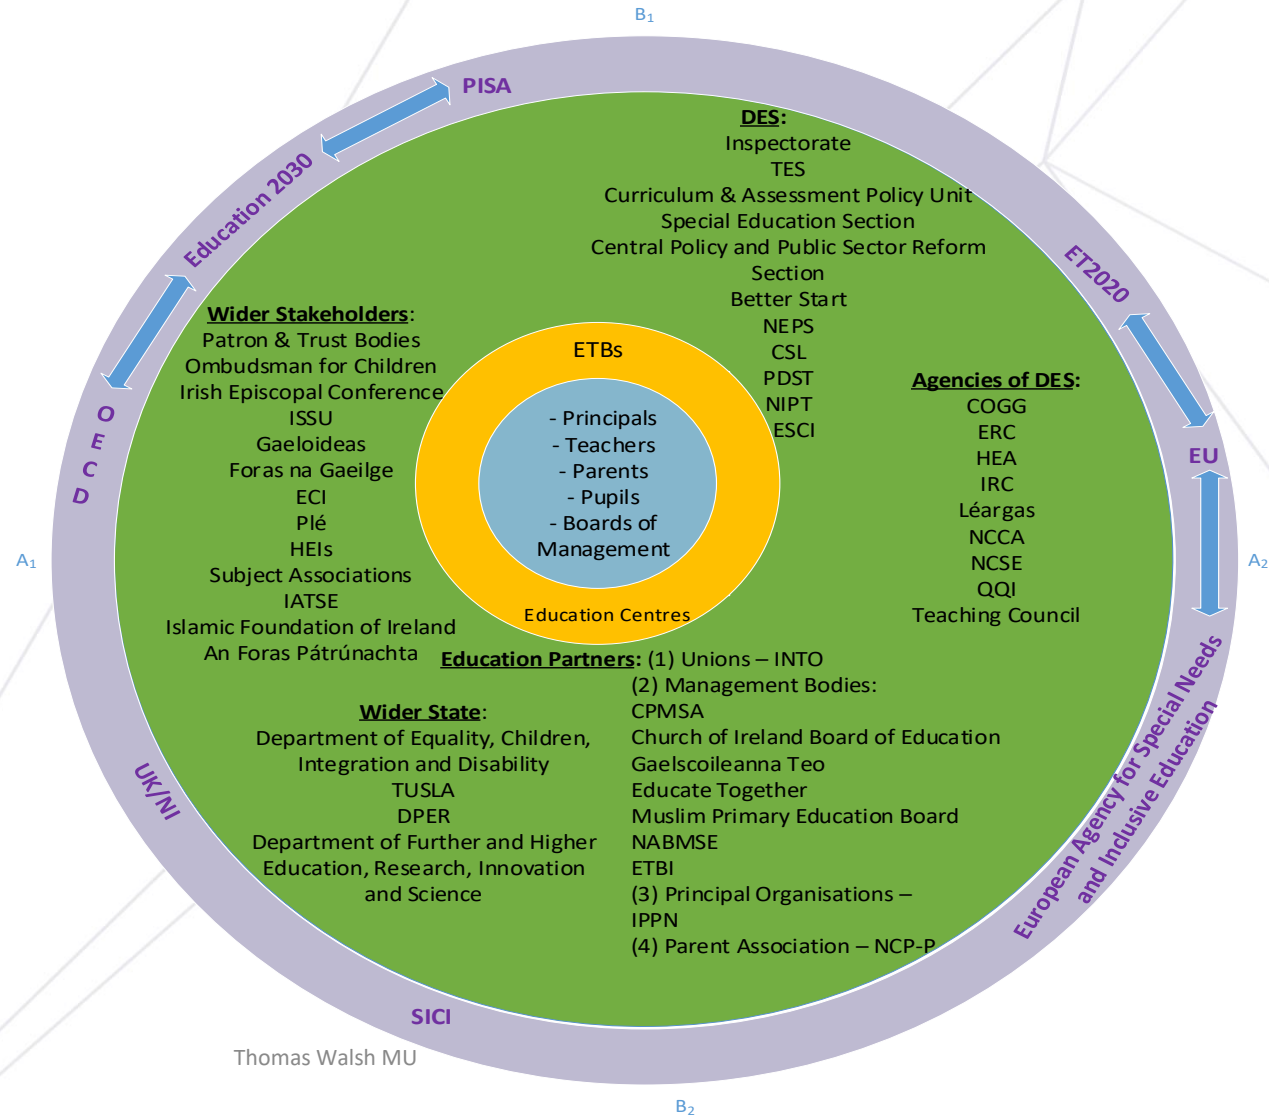 B₁
PISA
Education 2030
O
E
C
D
A₁
UK/NI
SICI
ET2020
EU
A₂
European Agency for Special Needs
and Inclusive Education
B₂
DES:
Inspectorate
TES
Curriculum & Assessment Policy Unit
Special Education Section
Central Policy and Public Sector Reform
Section
Better Start
NEPS
CSL
PDST
NIPT
ESCI
Wider Stakeholders:
Patron & Trust Bodies
Ombudsman for Children
Irish Episcopal Conference
ISSU
Gaeloideas
Foras na Gaeilge
ECI
Plé
HEIs
Subject Associations
IATSE
Islamic Foundation of Ireland
An Foras Pátrúnachta
ETBs
- Principals
- Teachers
- Parents
- Pupils
- Boards of
Management
Education Centres
Agencies of DES:
COGG
ERC
HEA
IRC
Léargas
NCCA
NCSE
QQI
Teaching Council
Education Partners: (1) Unions – INTO
(2) Management Bodies:
CPMSA
Church of Ireland Board of Education
Gaelscoileanna Teo
Educate Together
Muslim Primary Education Board
NABMSE
ETBI
(3) Principal Organisations –
IPPN
(4) Parent Association – NCP-P
Wider State:
Department of Equality, Children,
Integration and Disability
TUSLA
DPER
Department of Further and Higher
Education, Research, Innovation
and Science
Thomas Walsh MU